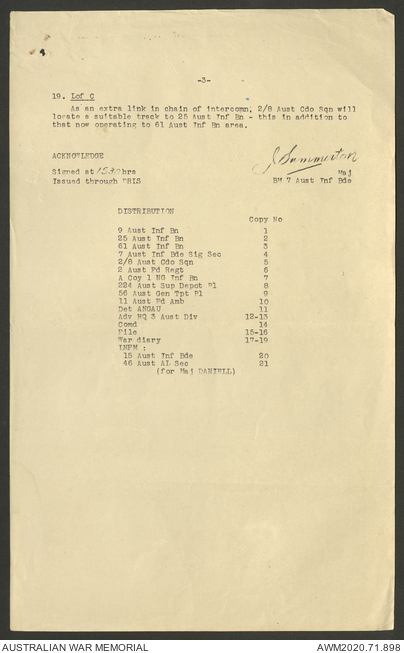 -3-
19. Lof C
As an extra link in chain of intercomn, 2/8 Aust Cdo Sqn will
locate a suitable track to 25 Aust Inf Bn - this in addition to
that now operating to 61 Aust Inf Bn area.
ACKNOWLEDGE
J Summerton
Signed at 1530 hrs Maj
Issued through DRLS BM 7 Aust Inf Bde
DISTRIBUTION
Copy No
9 Aust Inf Bn 1
25 Aust Inf Bn 2
61 Aust Inf Bn 3
7 Aust Inf Bde Sig Sec 4
2/8 Aust Cdo Sqn 5
2 Aust Fd Regt 6
A Coy 1 NG Inf Bn 7
224 Aust Sup Depot Pl 8
56 Aust Gen Tpt Pl 9
11 Aust Fd Amb 10
Det ANGAU 11
Adv HQ 3 Aust Div 12-13
Comd 14
File 15-16
War diary 17-19
INFM :
15 Aust Inf Bde 20
46 Aust AL Sec 21
(for Maj DANIELL)
AUSTRALIAN WAR MEMORIAL AWM2020.71.898